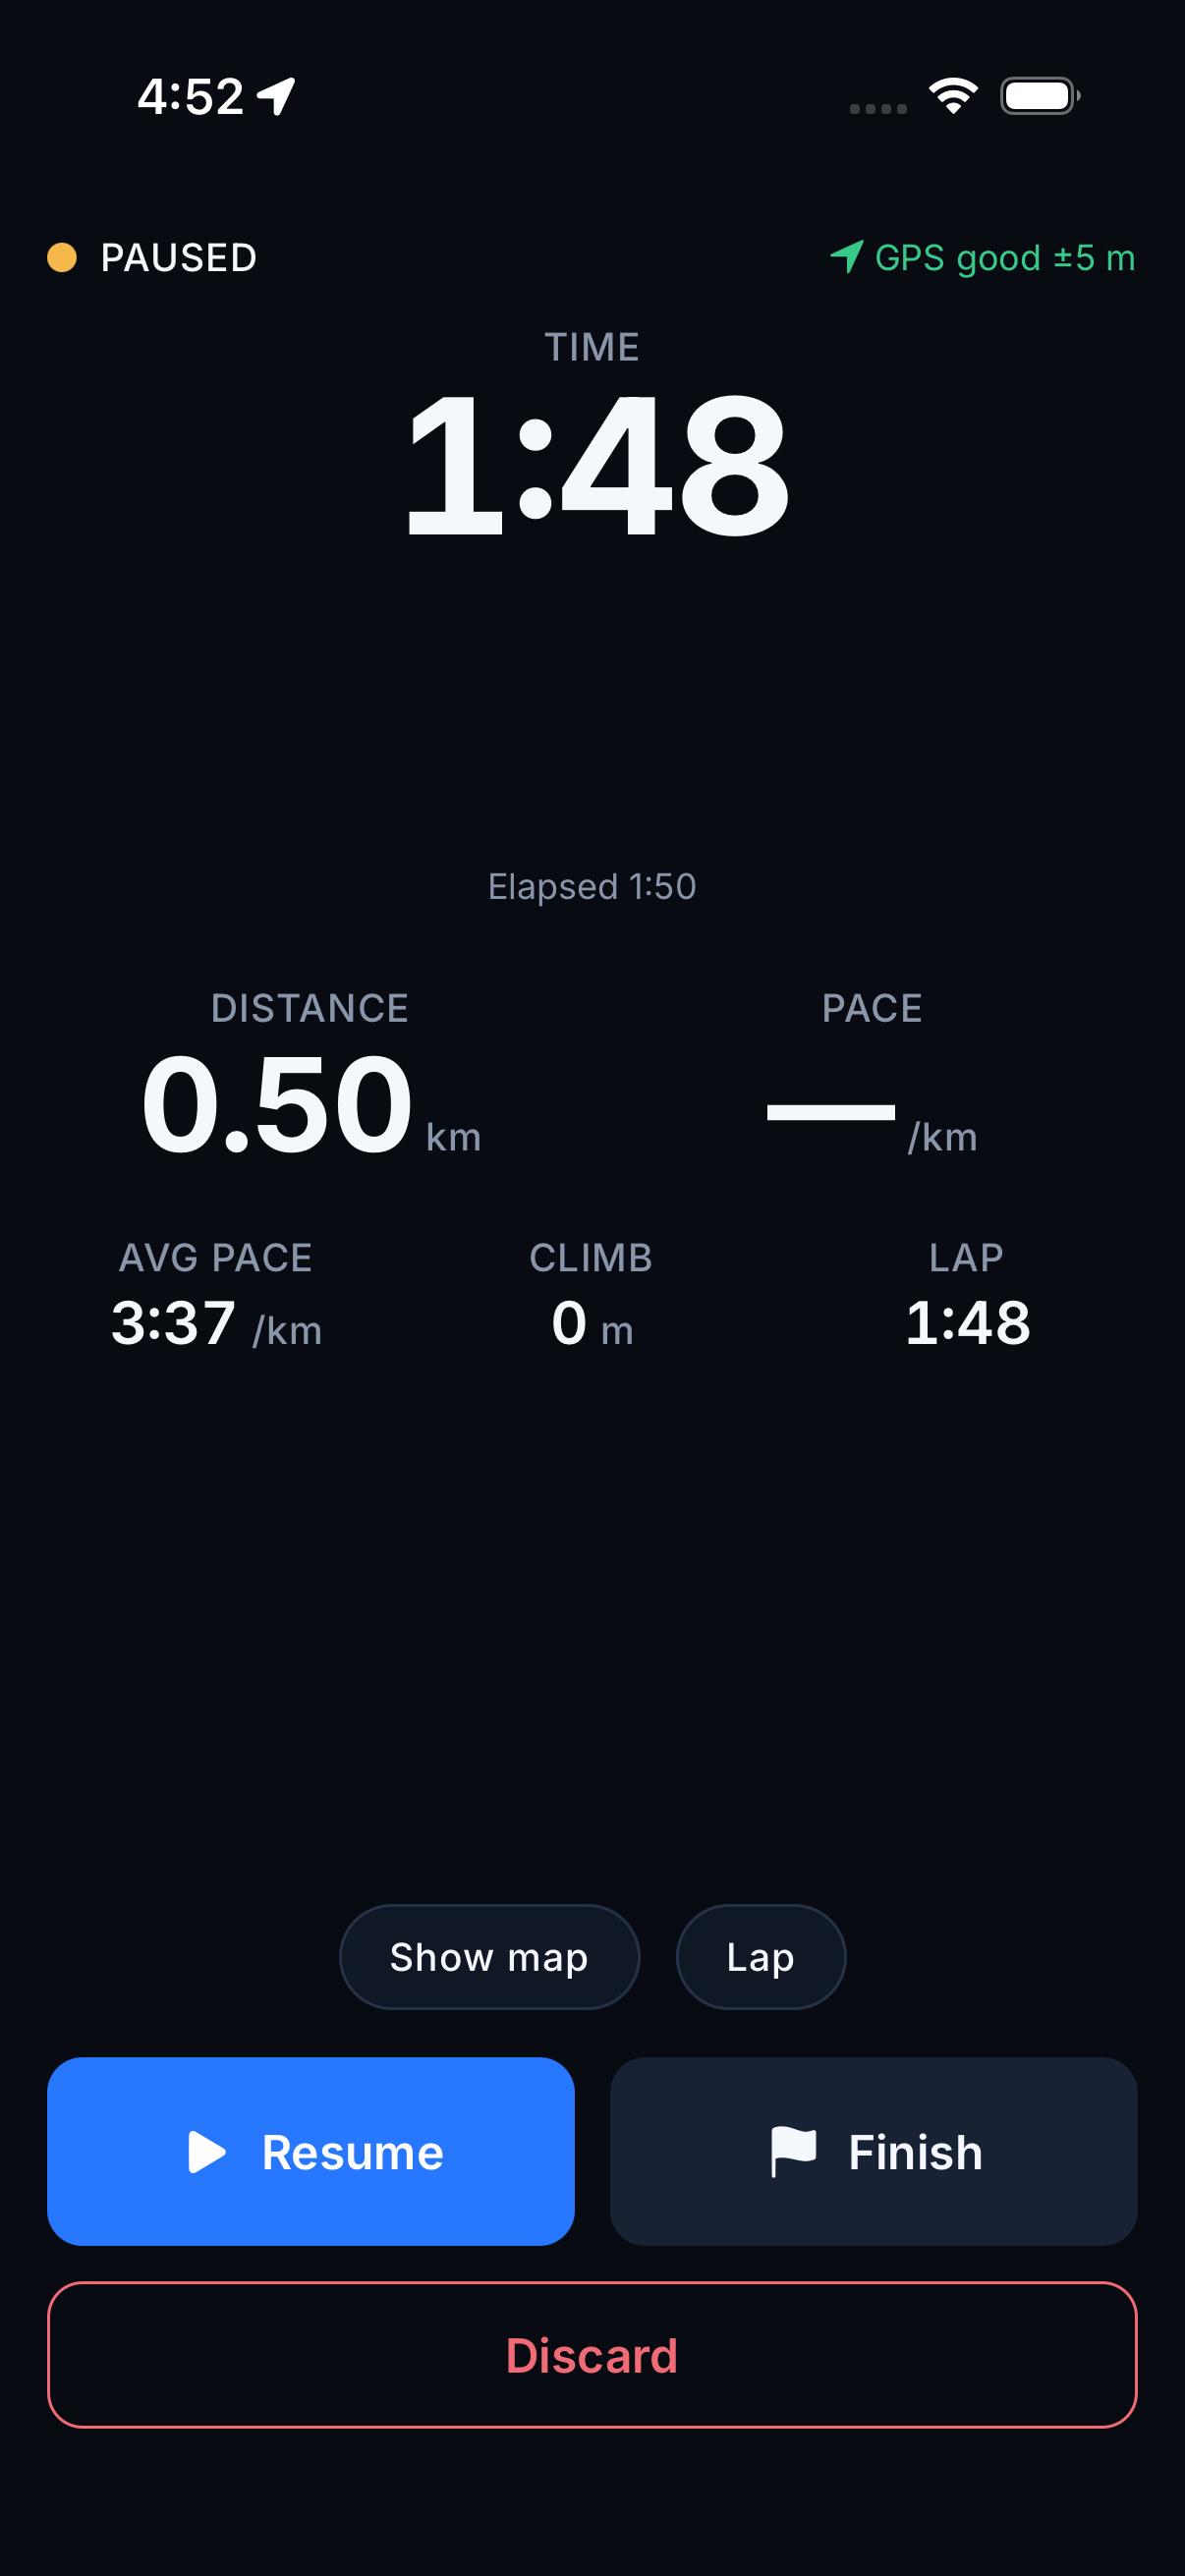 4:52
PAUSED
GPS good ±5 m
TIME
1:48
Elapsed 1:50
DISTANCE
PACE
0.50 km
— /km
AVG PACE
CLIMB
LAP
3:37 /km
0 m
1:48
Show map
Lap
Resume
Finish
Discard